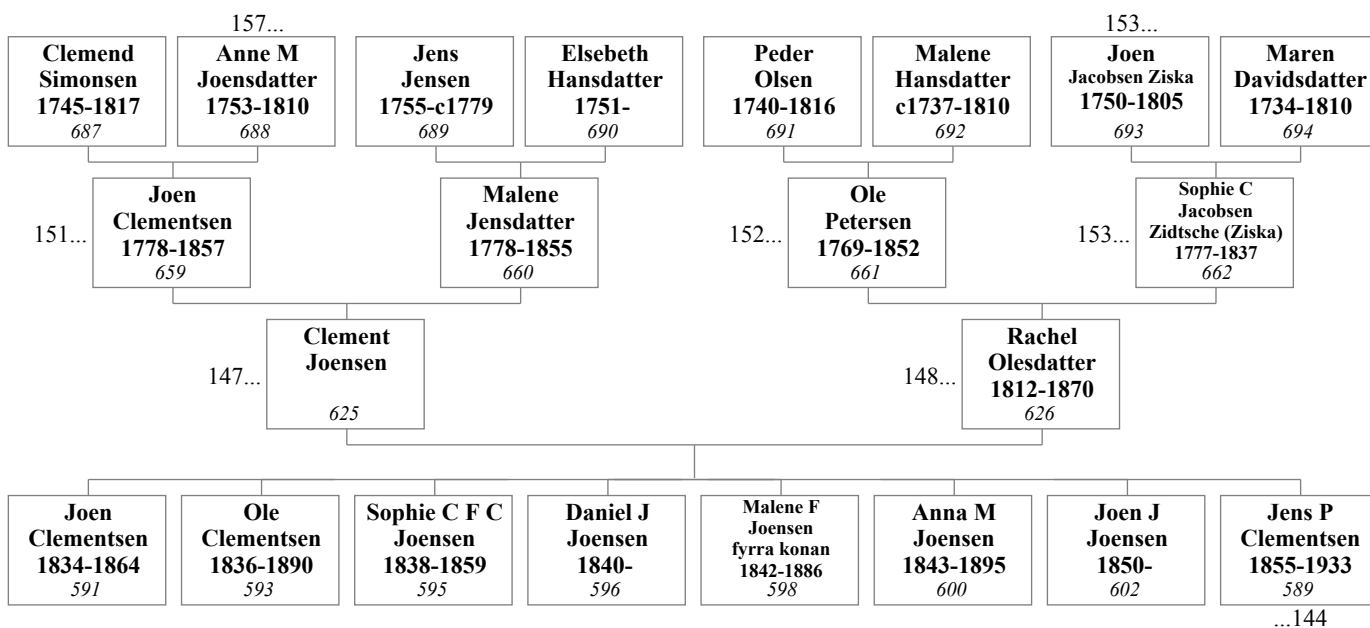 157...
153...
Clemend
Simonsen
1745-1817
687
Anne M
Joensdatter
1753-1810
688
Jens
Jensen
1755-c1779
689
Elsebeth
Hansdatter
1751-
690
Peder
Olsen
1740-1816
691
Malene
Hansdatter
c1737-1810
692
Joen
Jacobsen Ziska
1750-1805
693
Maren
Davidsdatter
1734-1810
694
151...
Joen
Clementsen
1778-1857
659
Malene
Jensdatter
1778-1855
660
152...
Ole
Petersen
1769-1852
661
153...
Sophie C
Jacobsen
Zidtsche (Ziska)
1777-1837
662
147...
Clement
Joensen
625
148...
Rachel
Olesdatter
1812-1870
626
Joen
Clementsen
1834-1864
591
Ole
Clementsen
1836-1890
593
Sophie C F C
Joensen
1838-1859
595
Daniel J
Joensen
1840-
596
Malene F
Joensen
fyrra konan
1842-1886
598
Anna M
Joensen
1843-1895
600
Joen J
Joensen
1850-
602
Jens P
Clementsen
1855-1933
589
...144